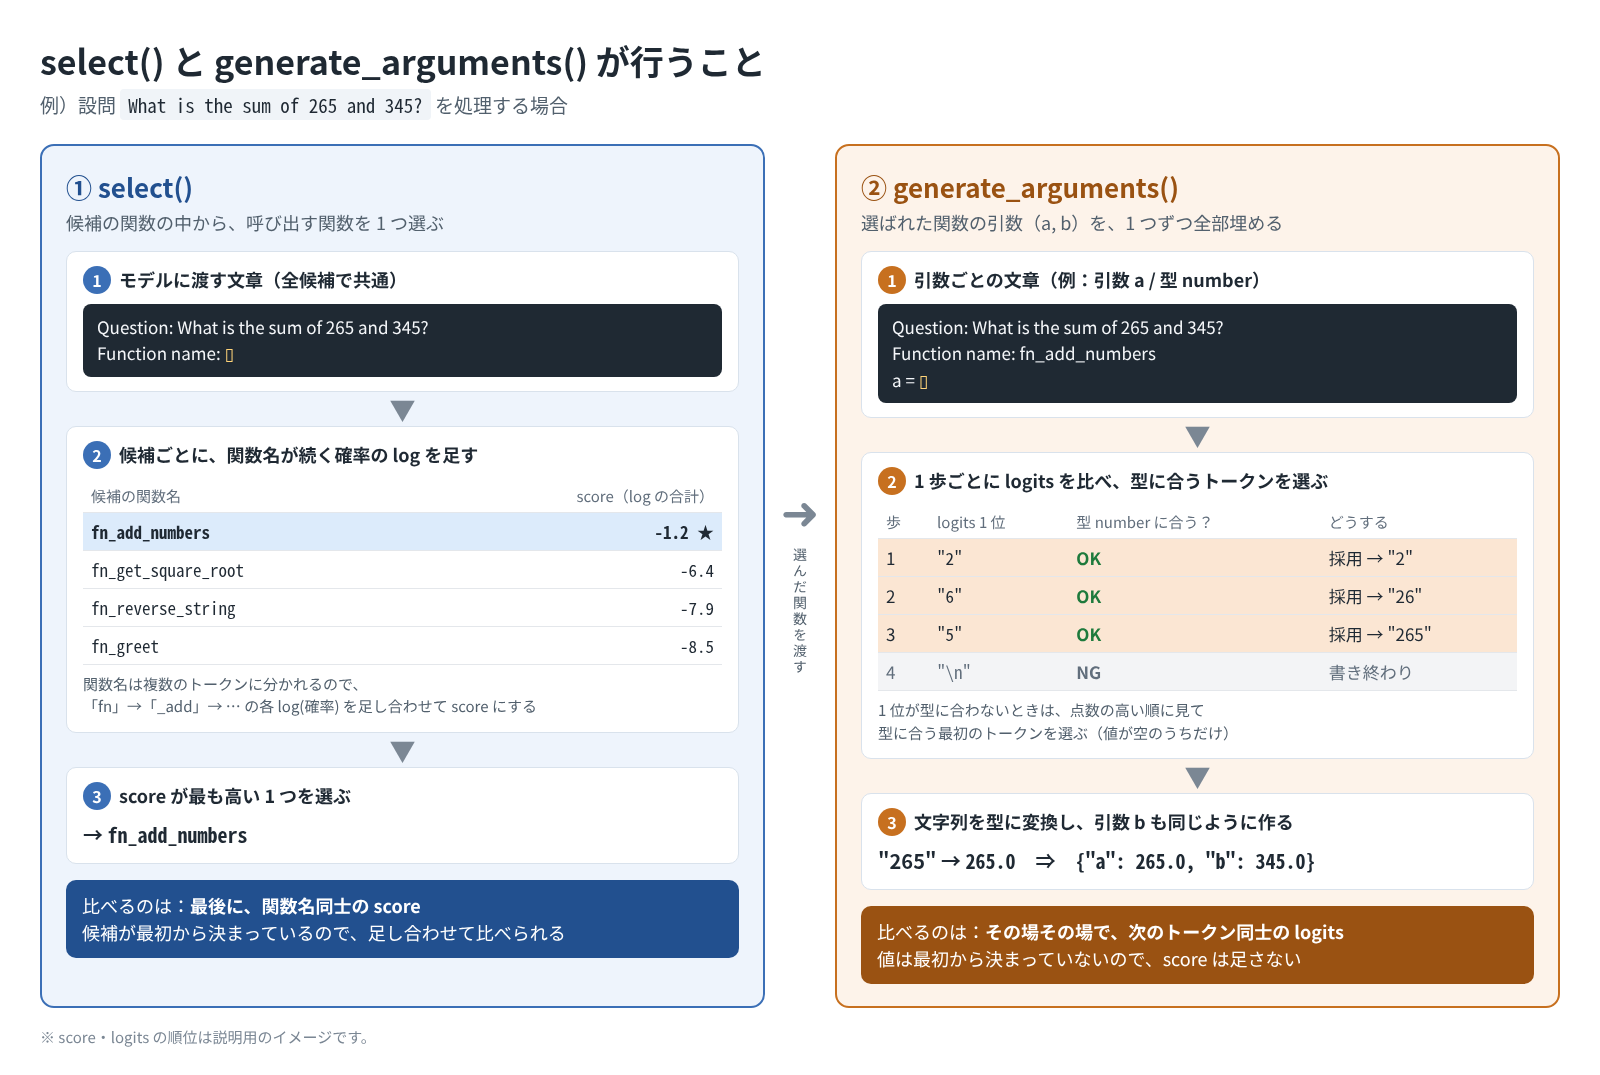 select() と generate_arguments() が行うこと
例）設問 What is the sum of 265 and 345? を処理する場合
① select()
候補の関数の中から、呼び出す関数を 1 つ選ぶ
1 モデルに渡す文章（全候補で共通）
Question: What is the sum of 265 and 345?
Function name: ▯
2 候補ごとに、関数名が続く確率の log を足す
候補の関数名 score（log の合計）
fn_add_numbers -1.2 ★
fn_get_square_root -6.4
fn_reverse_string -7.9
fn_greet -8.5
関数名は複数のトークンに分かれるので、
「fn」→「_add」→ … の各 log(確率) を足し合わせて score にする
3 score が最も高い 1 つを選ぶ
→ fn_add_numbers
比べるのは：最後に、関数名同士の score
候補が最初から決まっているので、足し合わせて比べられる
➜
選んだ関数を渡す
② generate_arguments()
選ばれた関数の引数（a, b）を、1 つずつ全部埋める
1 引数ごとの文章（例：引数 a / 型 number）
Question: What is the sum of 265 and 345?
Function name: fn_add_numbers
a = ▯
2 1 歩ごとに logits を比べ、型に合うトークンを選ぶ
歩 logits 1 位 型 number に合う？ どうする
1 "2" OK 採用 → "2"
2 "6" OK 採用 → "26"
3 "5" OK 採用 → "265"
4 "\n" NG 書き終わり
1 位が型に合わないときは、点数の高い順に見て
型に合う最初のトークンを選ぶ（値が空のうちだけ）
3 文字列を型に変換し、引数 b も同じように作る
"265" → 265.0 ⇒ {"a": 265.0, "b": 345.0}
比べるのは：その場その場で、次のトークン同士の logits
値は最初から決まっていないので、score は足さない
※ score・logits の順位は説明用のイメージです。